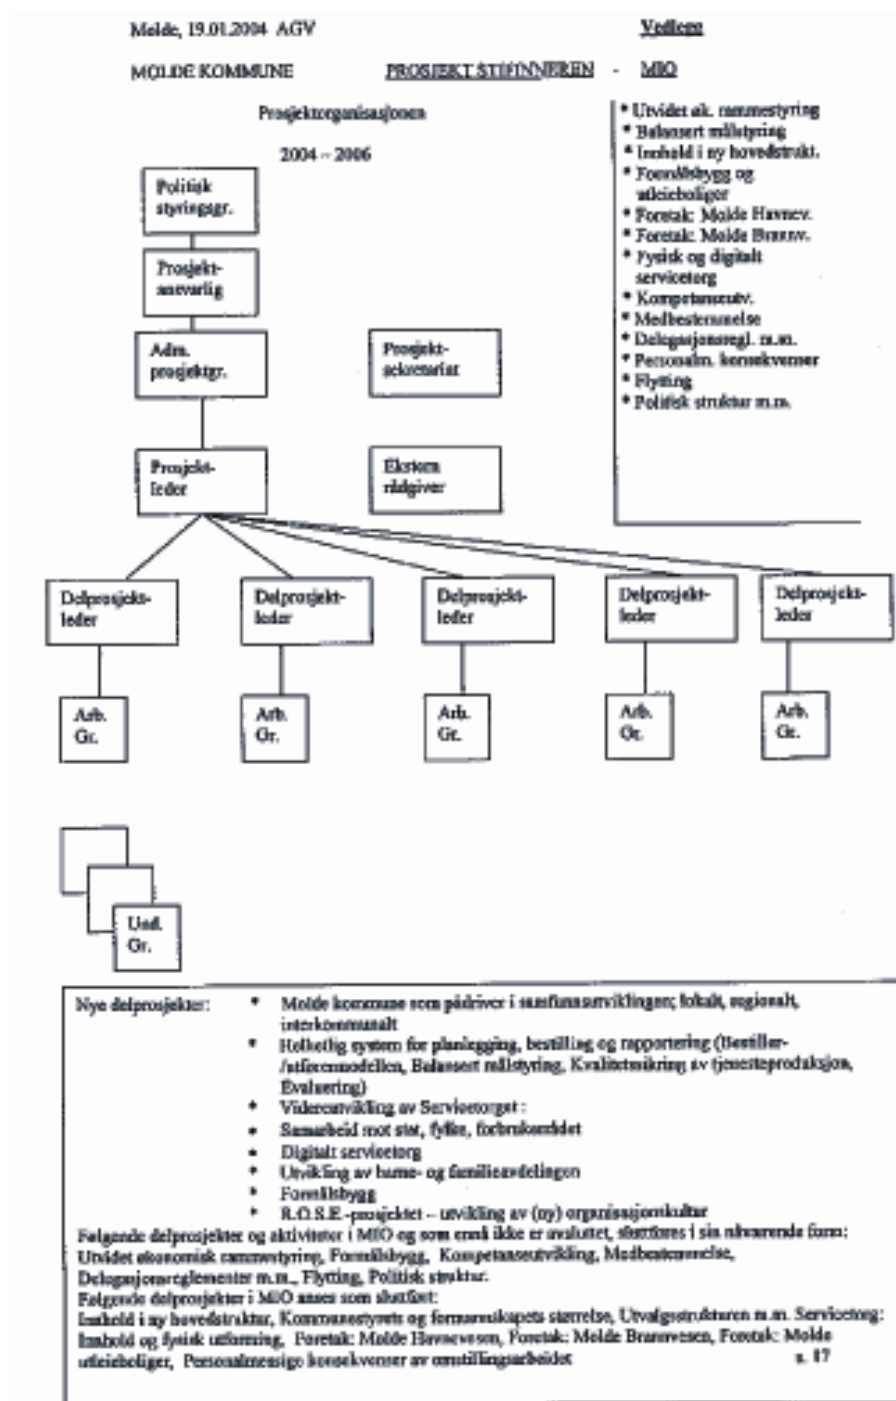 Molde, 19.01.2004 AGV
Vedlegg
MOLDE KOMMUNE PROSJEKT STIFINNEREN - MIO
Prosjektorganisasjonen
2004 – 2006
* Utvidet øk. rammestyring
* Balansert målstyring
* Innhold i ny hovedstrukt.
* Formålsbygg og
utleieboliger
* Foretak: Molde Havnev.
* Foretak: Molde Brannv.
* Fysisk og digitalt
servicetorg
* Kompetanseutv.
* Medbestemmelse
* Delegasjonsregl. m.m.
* Personalm. konsekvenser
* Flytting
* Politisk struktur m.m.
Politisk
styringsgr.
Prosjekt-
ansvarlig
Adm.
prosjektgr.
Prosjekt-
sekretariat
Prosjekt-
leder
Ekstern
rådgiver
Delprosjekt-
leder
Delprosjekt-
leder
Delprosjekt-
leder
Delprosjekt-
leder
Delprosjekt-
leder
Arb.
Gr.
Arb.
Gr.
Arb.
Gr.
Arb.
Gr.
Arb.
Gr.
Und.
Gr.
Nye delprosjekter: * Molde kommune som pådriver i samfunnsutviklingen; lokalt, regionalt,
interkommunalt
* Helhetlig system for planlegging, bestilling og rapportering (Bestiller-
/utførermodellen, Balansert målstyring, Kvalitetssikring av tjenesteproduksjon,
Evaluering)
* Videreutvikling av Servicetorget :
* Samarbeid mot stat, fylke, forbrukerrådet
* Digitalt servicetorg
* Utvikling av barne- og familieavdelingen
* Formålsbygg
* R.O.S.E.-prosjektet – utvikling av (ny) organisasjonskultur
Følgende delprosjekter og aktiviteter i MIO og som ennå ikke er avsluttet, sluttføres i sin nåværende form:
Utvidet økonomisk rammestyring, Formålsbygg, Kompetanseutvikling, Medbestemmelse,
Delegasjonsreglementer m.m., Flytting, Politisk struktur.
Følgende delprosjekter i MIO anses som sluttført:
Innhold i ny hovedstruktur, Kommunestyrets og formannskapets størrelse, Utvalgsstrukturen m.m. Servicetorg:
Innhold og fysisk utforming, Foretak: Molde Havnevesen, Foretak: Molde Brannvesen, Foretak: Molde
utleieboliger, Personalmessige konsekvenser av omstillingsarbeidet s. 17